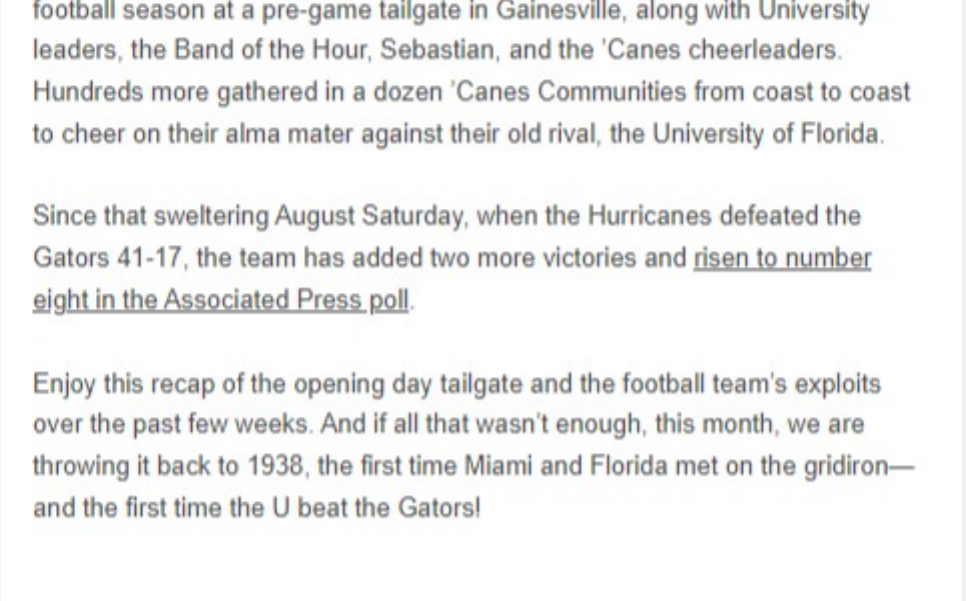 football season at a pre-game tailgate in Gainesville, along with University
leaders, the Band of the Hour, Sebastian, and the 'Canes cheerleaders.
Hundreds more gathered in a dozen 'Canes Communities from coast to coast
to cheer on their alma mater against their old rival, the University of Florida.
Since that sweltering August Saturday, when the Hurricanes defeated the
Gators 41-17, the team has added two more victories and risen to number
eight in the Associated Press poll.
Enjoy this recap of the opening day tailgate and the football team's exploits
over the past few weeks. And if all that wasn't enough, this month, we are
throwing it back to 1938, the first time Miami and Florida met on the gridiron—
and the first time the U beat the Gators!